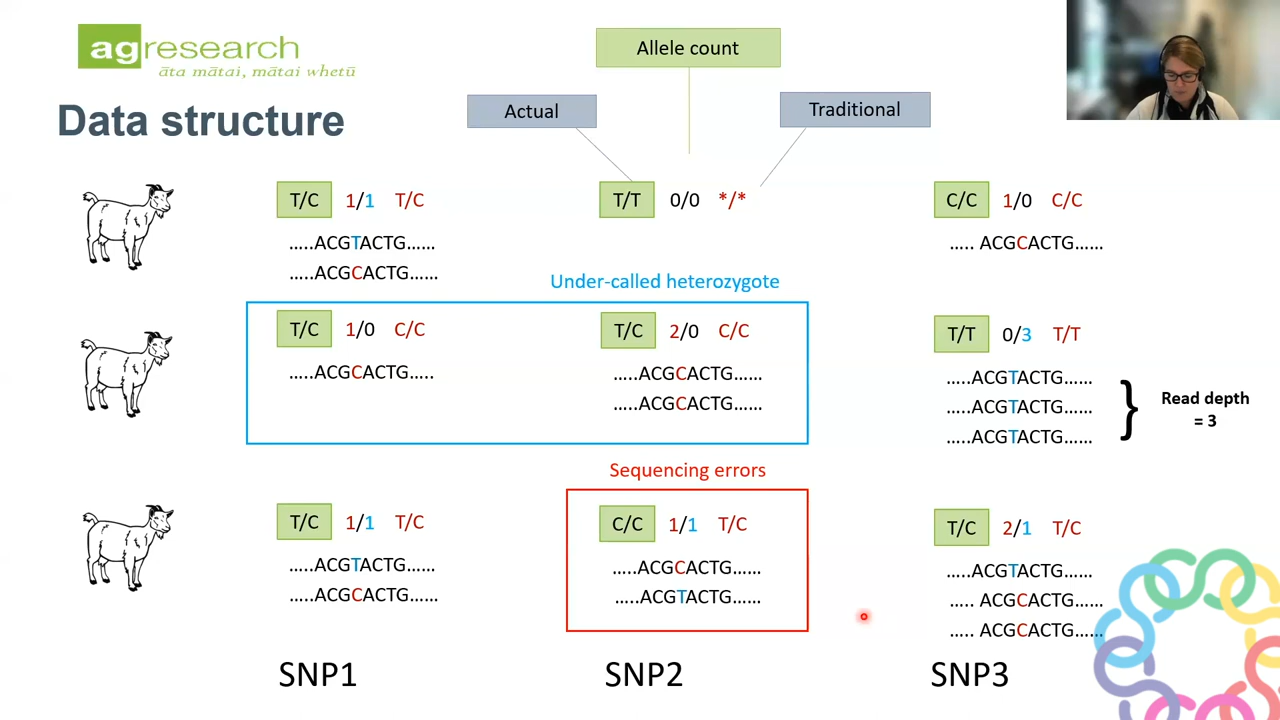 agresearch
āta mātai, mātai whetū
Data structure
Allele count
Actual
Traditional
T/C 1/1 T/C
.....ACGTACTG......
.....ACGCACTG......
T/T 0/0 */*
C/C 1/0 C/C
..... ACGCACTG......
Under-called heterozygote
T/C 1/0 C/C
.....ACGCACTG.....
T/C 2/0 C/C
.....ACGCACTG......
.....ACGCACTG......
T/T 0/3 T/T
.....ACGTACTG......
.....ACGTACTG......
.....ACGTACTG......
} Read depth
= 3
Sequencing errors
T/C 1/1 T/C
.....ACGTACTG......
.....ACGCACTG......
C/C 1/1 T/C
.....ACGCACTG......
.....ACGTACTG......
T/C 2/1 T/C
.....ACGTACTG......
..... ACGCACTG......
..... ACGCACTG......
SNP1
SNP2
SNP3